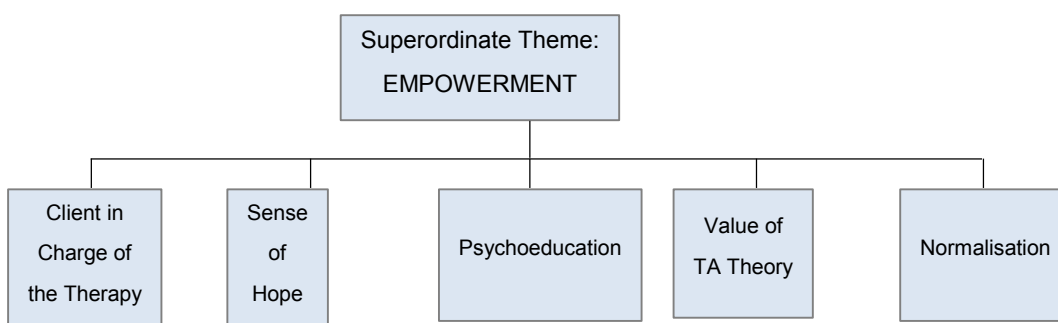 Superordinate Theme:
EMPOWERMENT
Client in
Charge of
the Therapy
Sense
of
Hope
Psychoeducation
Value of
TA Theory
Normalisation